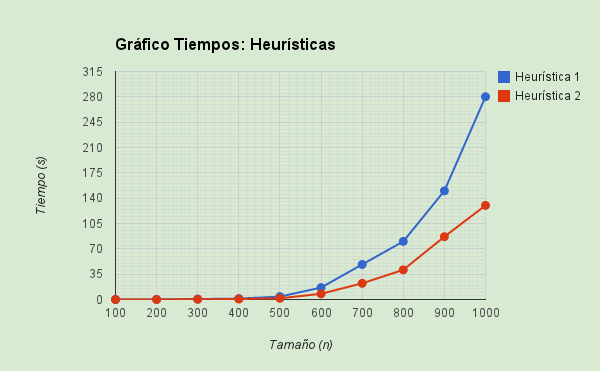 Gráfico Tiempos: Heurísticas
Heurística 1
Heurística 2
315
280
245
210
175
140
105
70
35
0
Tiempo (s)
100 200 300 400 500 600 700 800 900 1000
Tamaño (n)